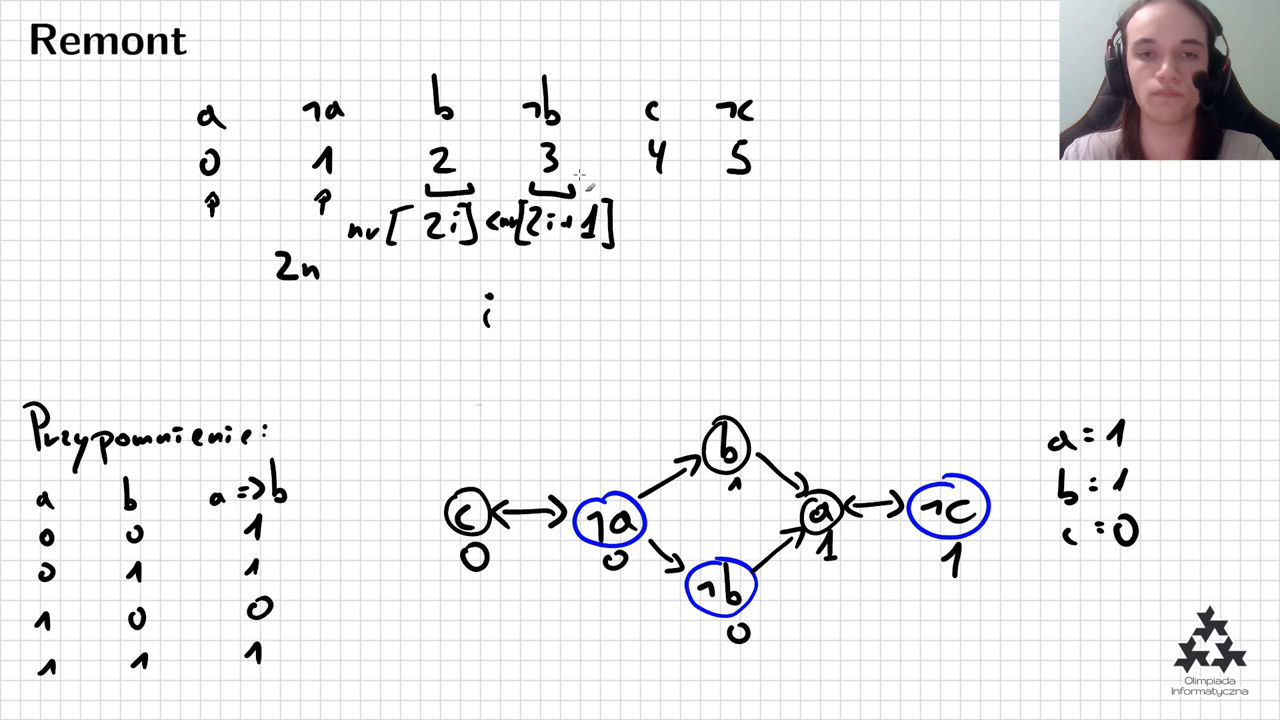 Remont
a ¬a b ¬b c ¬c
0 1 2 3 4 5
↑ ↑
nr[2i] < nr[2i+1]
2n
i
Przypomnienie:
a b a => b
0 0 1
0 1 1
1 0 0
1 1 1
b
1
c ¬a a ¬c
0 0 1 1
¬b
0
a = 1
b = 1
c = 0
Olimpiada
Informatyczna